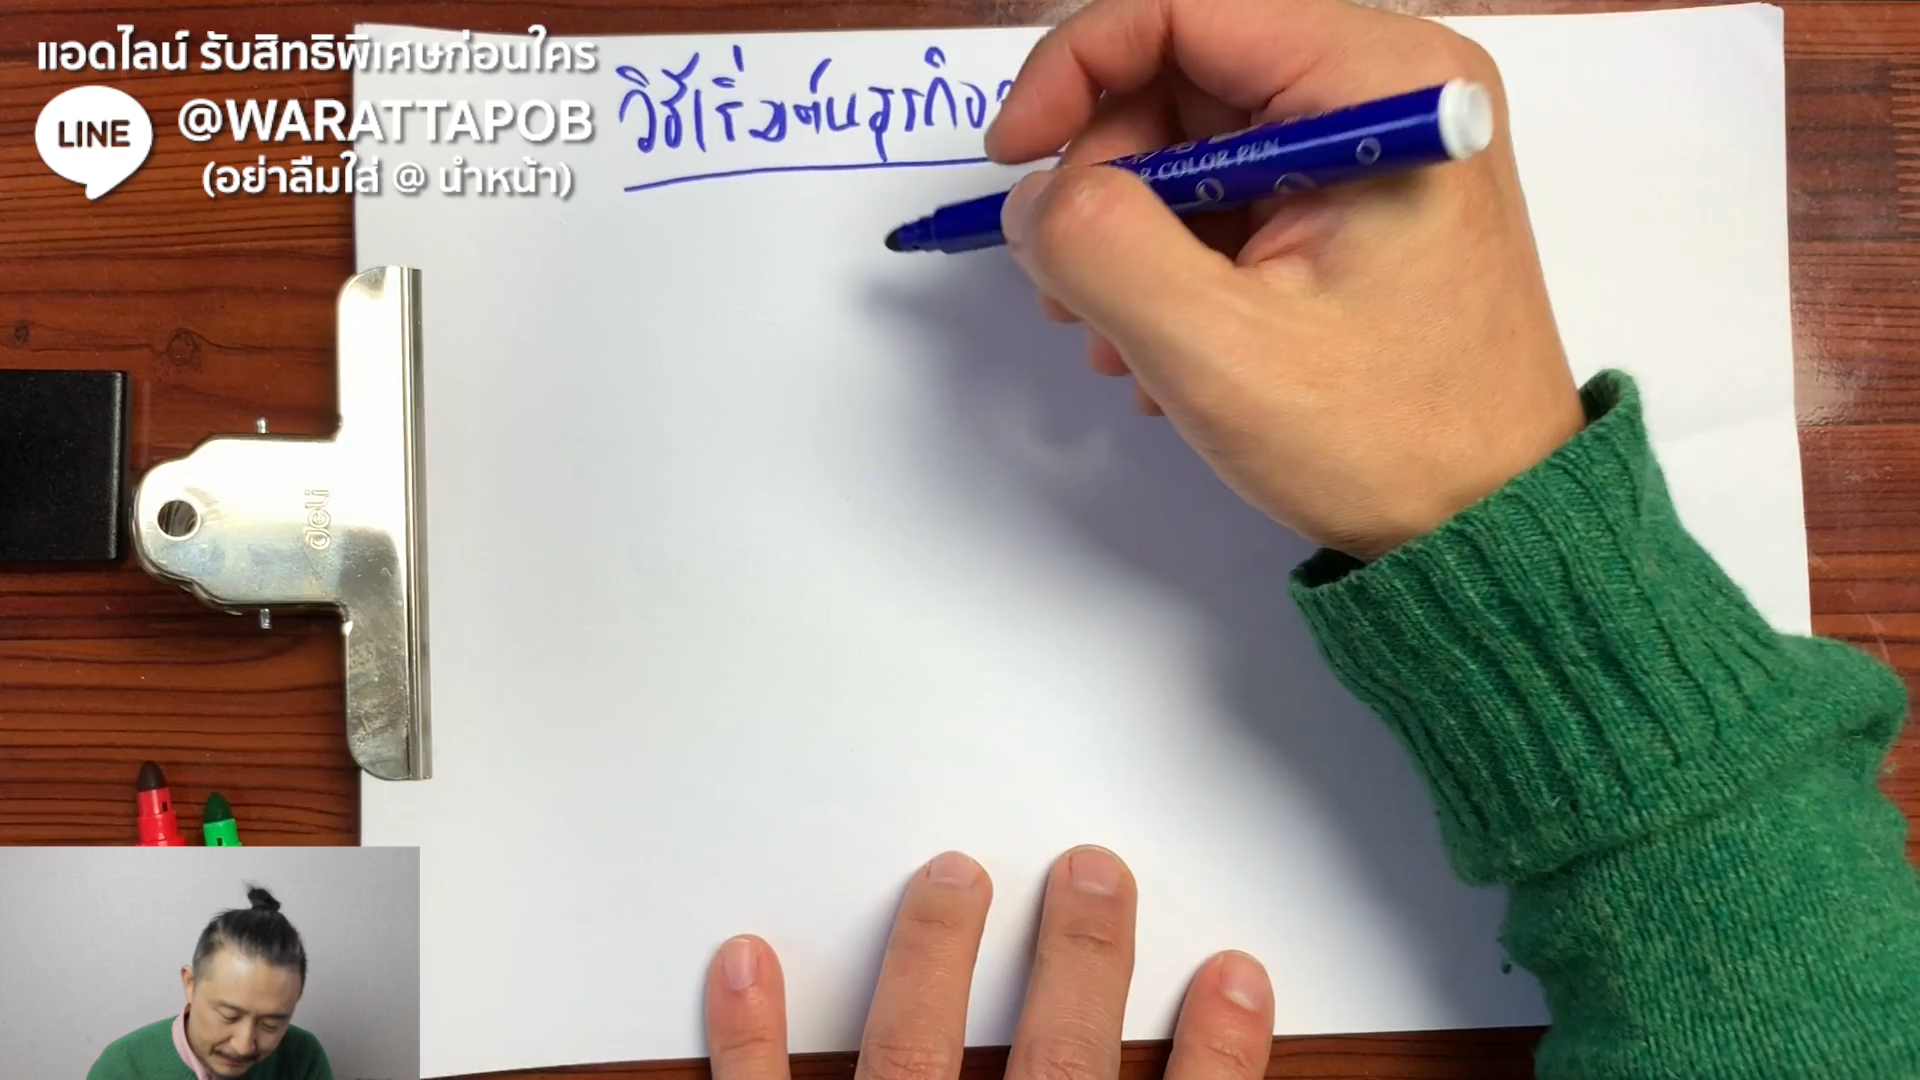 แอดไลน์ รับสิทธิพิเศษก่อนใคร
LINE
@WARATTAPOB
(อย่าลืมใส่ @ นำหน้า)
วิธีเริ่มต้นธุรกิจ
COLOR PEN
deli